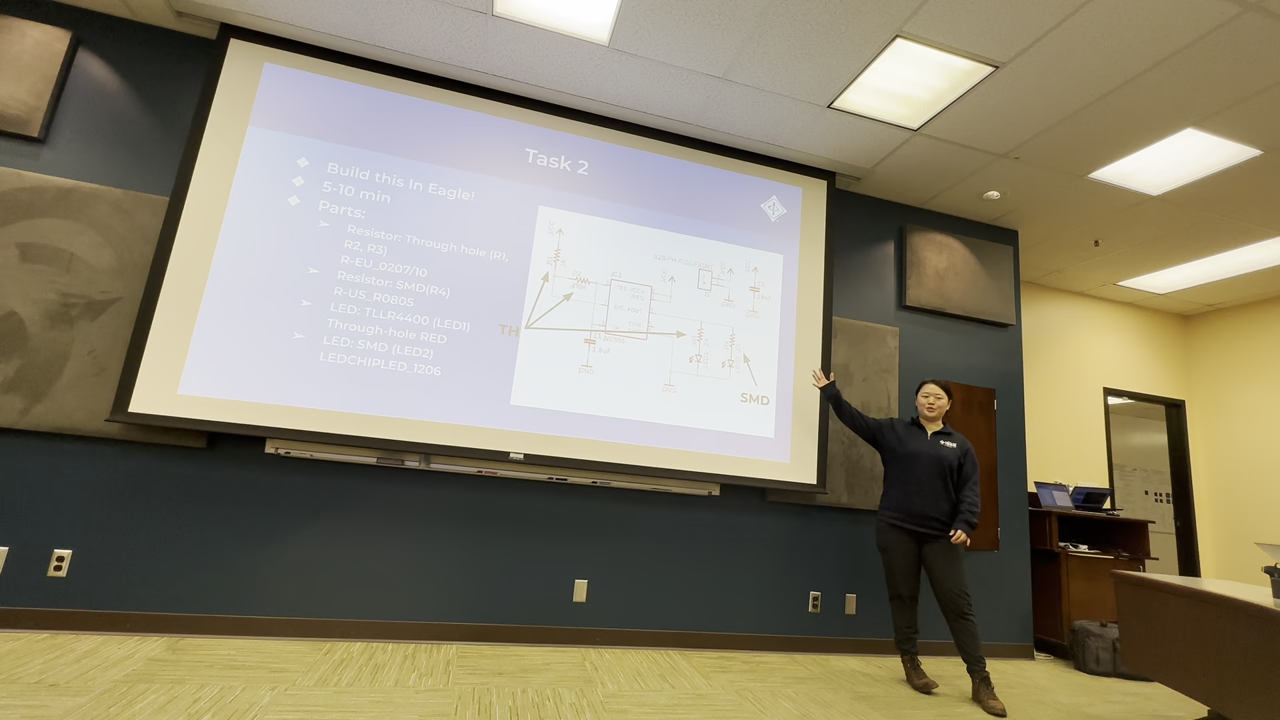 Task 2
Build this In Eagle!
5-10 min
Parts:
Resistor: Through hole (R1,
R2, R3)
R-EU_0207/10
Resistor: SMD(R4)
R-US_R0805
LED: TLLR4400 (LED1)
Through-hole RED
LED: SMD (LED2)
LEDCHIPLED_1206
TH
SMD